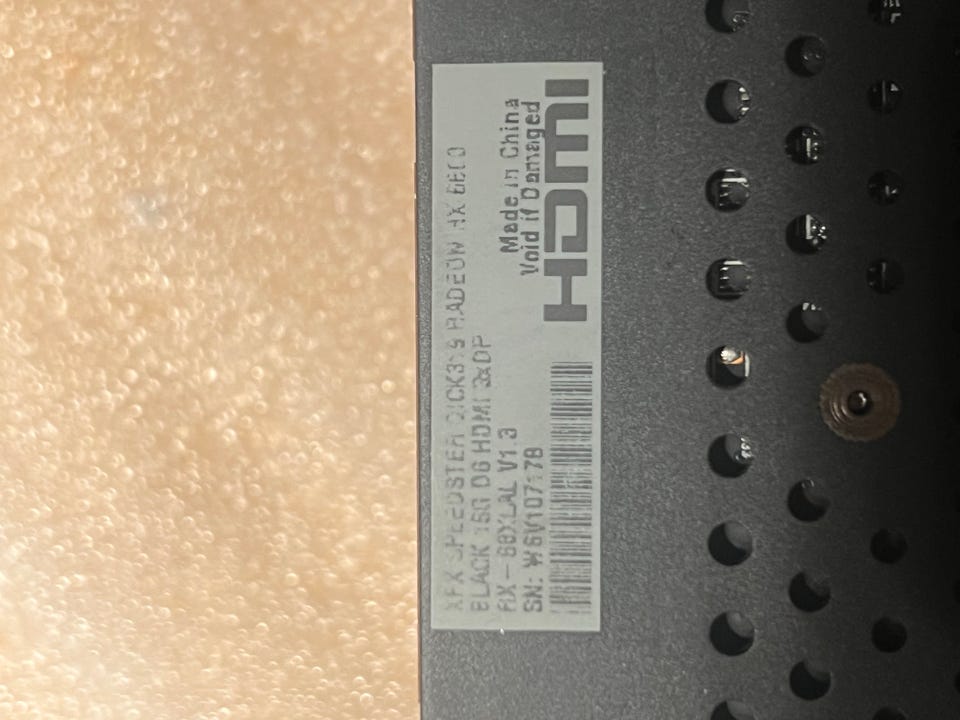 XFX SPEEDSTER QICK319 RADEON RX 6800
BLACK 16G D6 HDMI 3xDP
RX-68XLAL V1.3
SN:
Made in China
Void if Damaged
HDMI